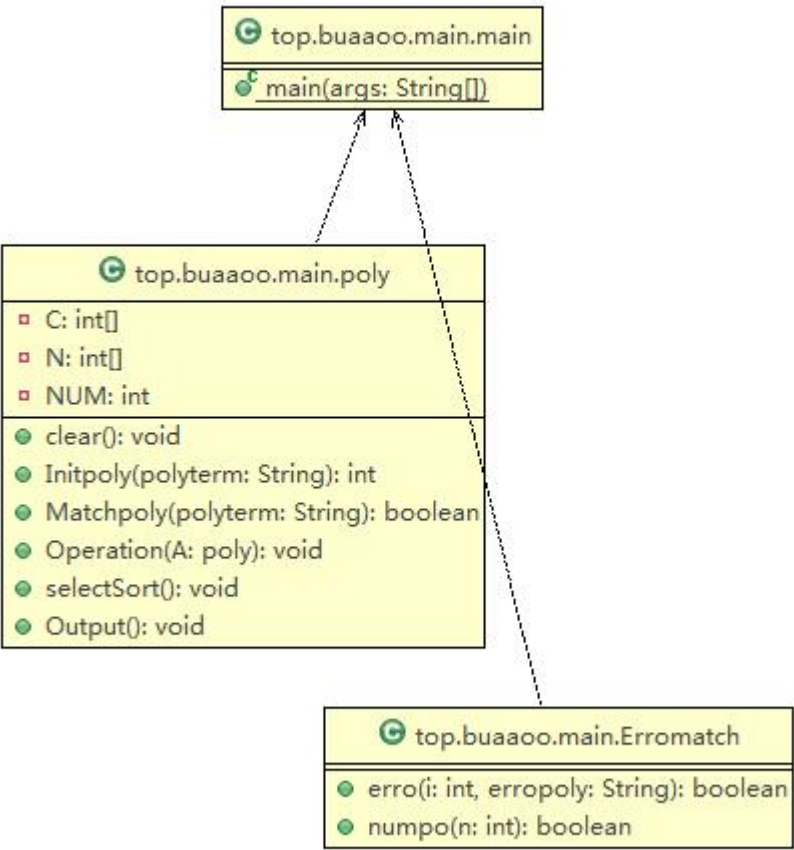 top.buaaoo.main.main
main(args: String[])
top.buaaoo.main.poly
C: int[]
N: int[]
NUM: int
clear(): void
Initpoly(polyterm: String): int
Matchpoly(polyterm: String): boolean
Operation(A: poly): void
selectSort(): void
Output(): void
top.buaaoo.main.Erromatch
erro(i: int, erropoly: String): boolean
numpo(n: int): boolean